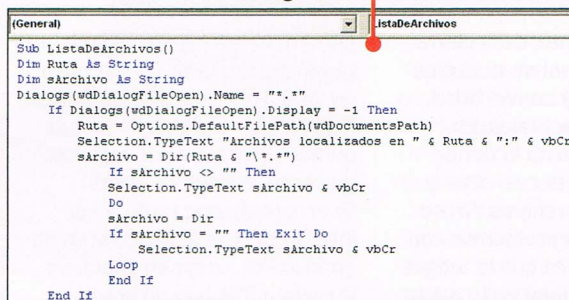 (General)
istaDeArchivos
Sub ListaDeArchivos()
Dim Ruta As String
Dim sArchivo As String
Dialogs(wdDialogFileOpen).Name = "*.*"
If Dialogs(wdDialogFileOpen).Display = -1 Then
Ruta = Options.DefaultFilePath(wdDocumentsPath)
Selection.TypeText "Archivos localizados en " & Ruta & ":" & vbCr
sArchivo = Dir(Ruta & "\*.*")
If sArchivo <> "" Then
Selection.TypeText sArchivo & vbCr
Do
sArchivo = Dir
If sArchivo = "" Then Exit Do
Selection.TypeText sArchivo & vbCr
Loop
End If
End If